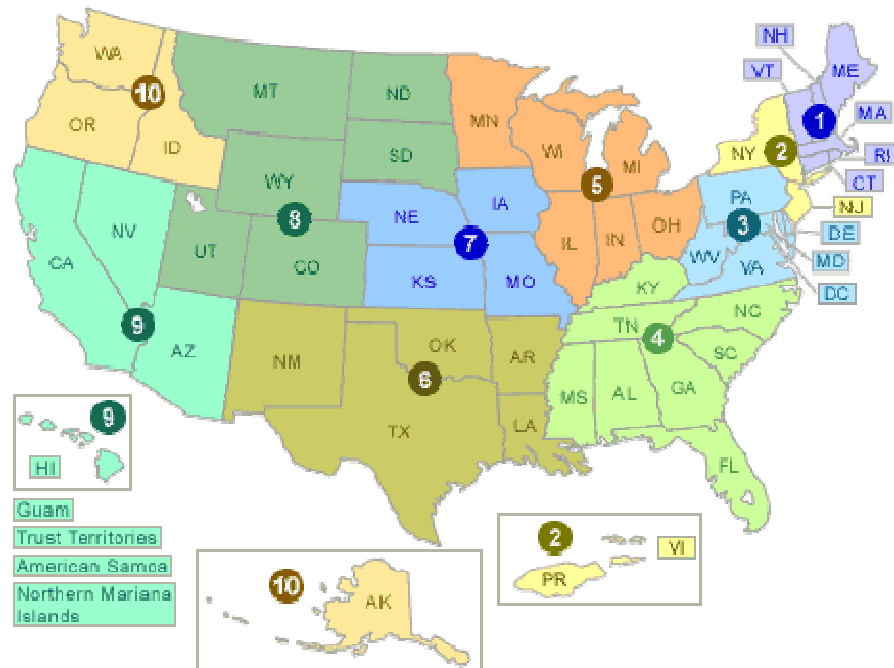 NH
VT
ME
WA
MT
ND
MN
10
1
MA
OR
ID
SD
WI
MI
NY
2
RI
WY
5
CT
PA
NJ
NV
8
NE
IA
IL
IN
OH
3
DE
UT
CO
7
WV
VA
MD
CA
KS
MO
KY
DC
9
AZ
NM
OK
AR
TN
4
NC
SC
6
MS
AL
GA
TX
LA
9
HI
FL
Guam
Trust Territories
American Samoa
Northern Mariana
Islands
10
AK
2
VI
PR